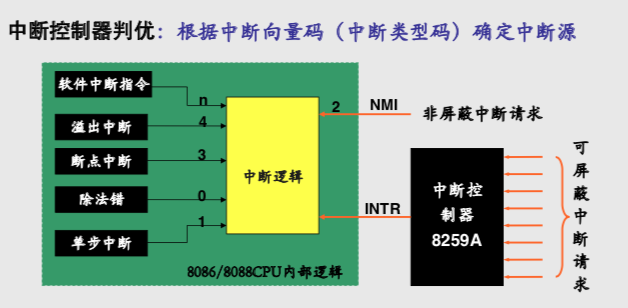 中断控制器判优：根据中断向量码（中断类型码）确定中断源
软件中断指令
n
溢出中断
4
断点中断
3
除法错
0
单步中断
1
中断逻辑
2
NMI
非屏蔽中断请求
INTR
中断控
制器
8259A
可
屏
蔽
中
断
请
求
8086/8088CPU内部逻辑